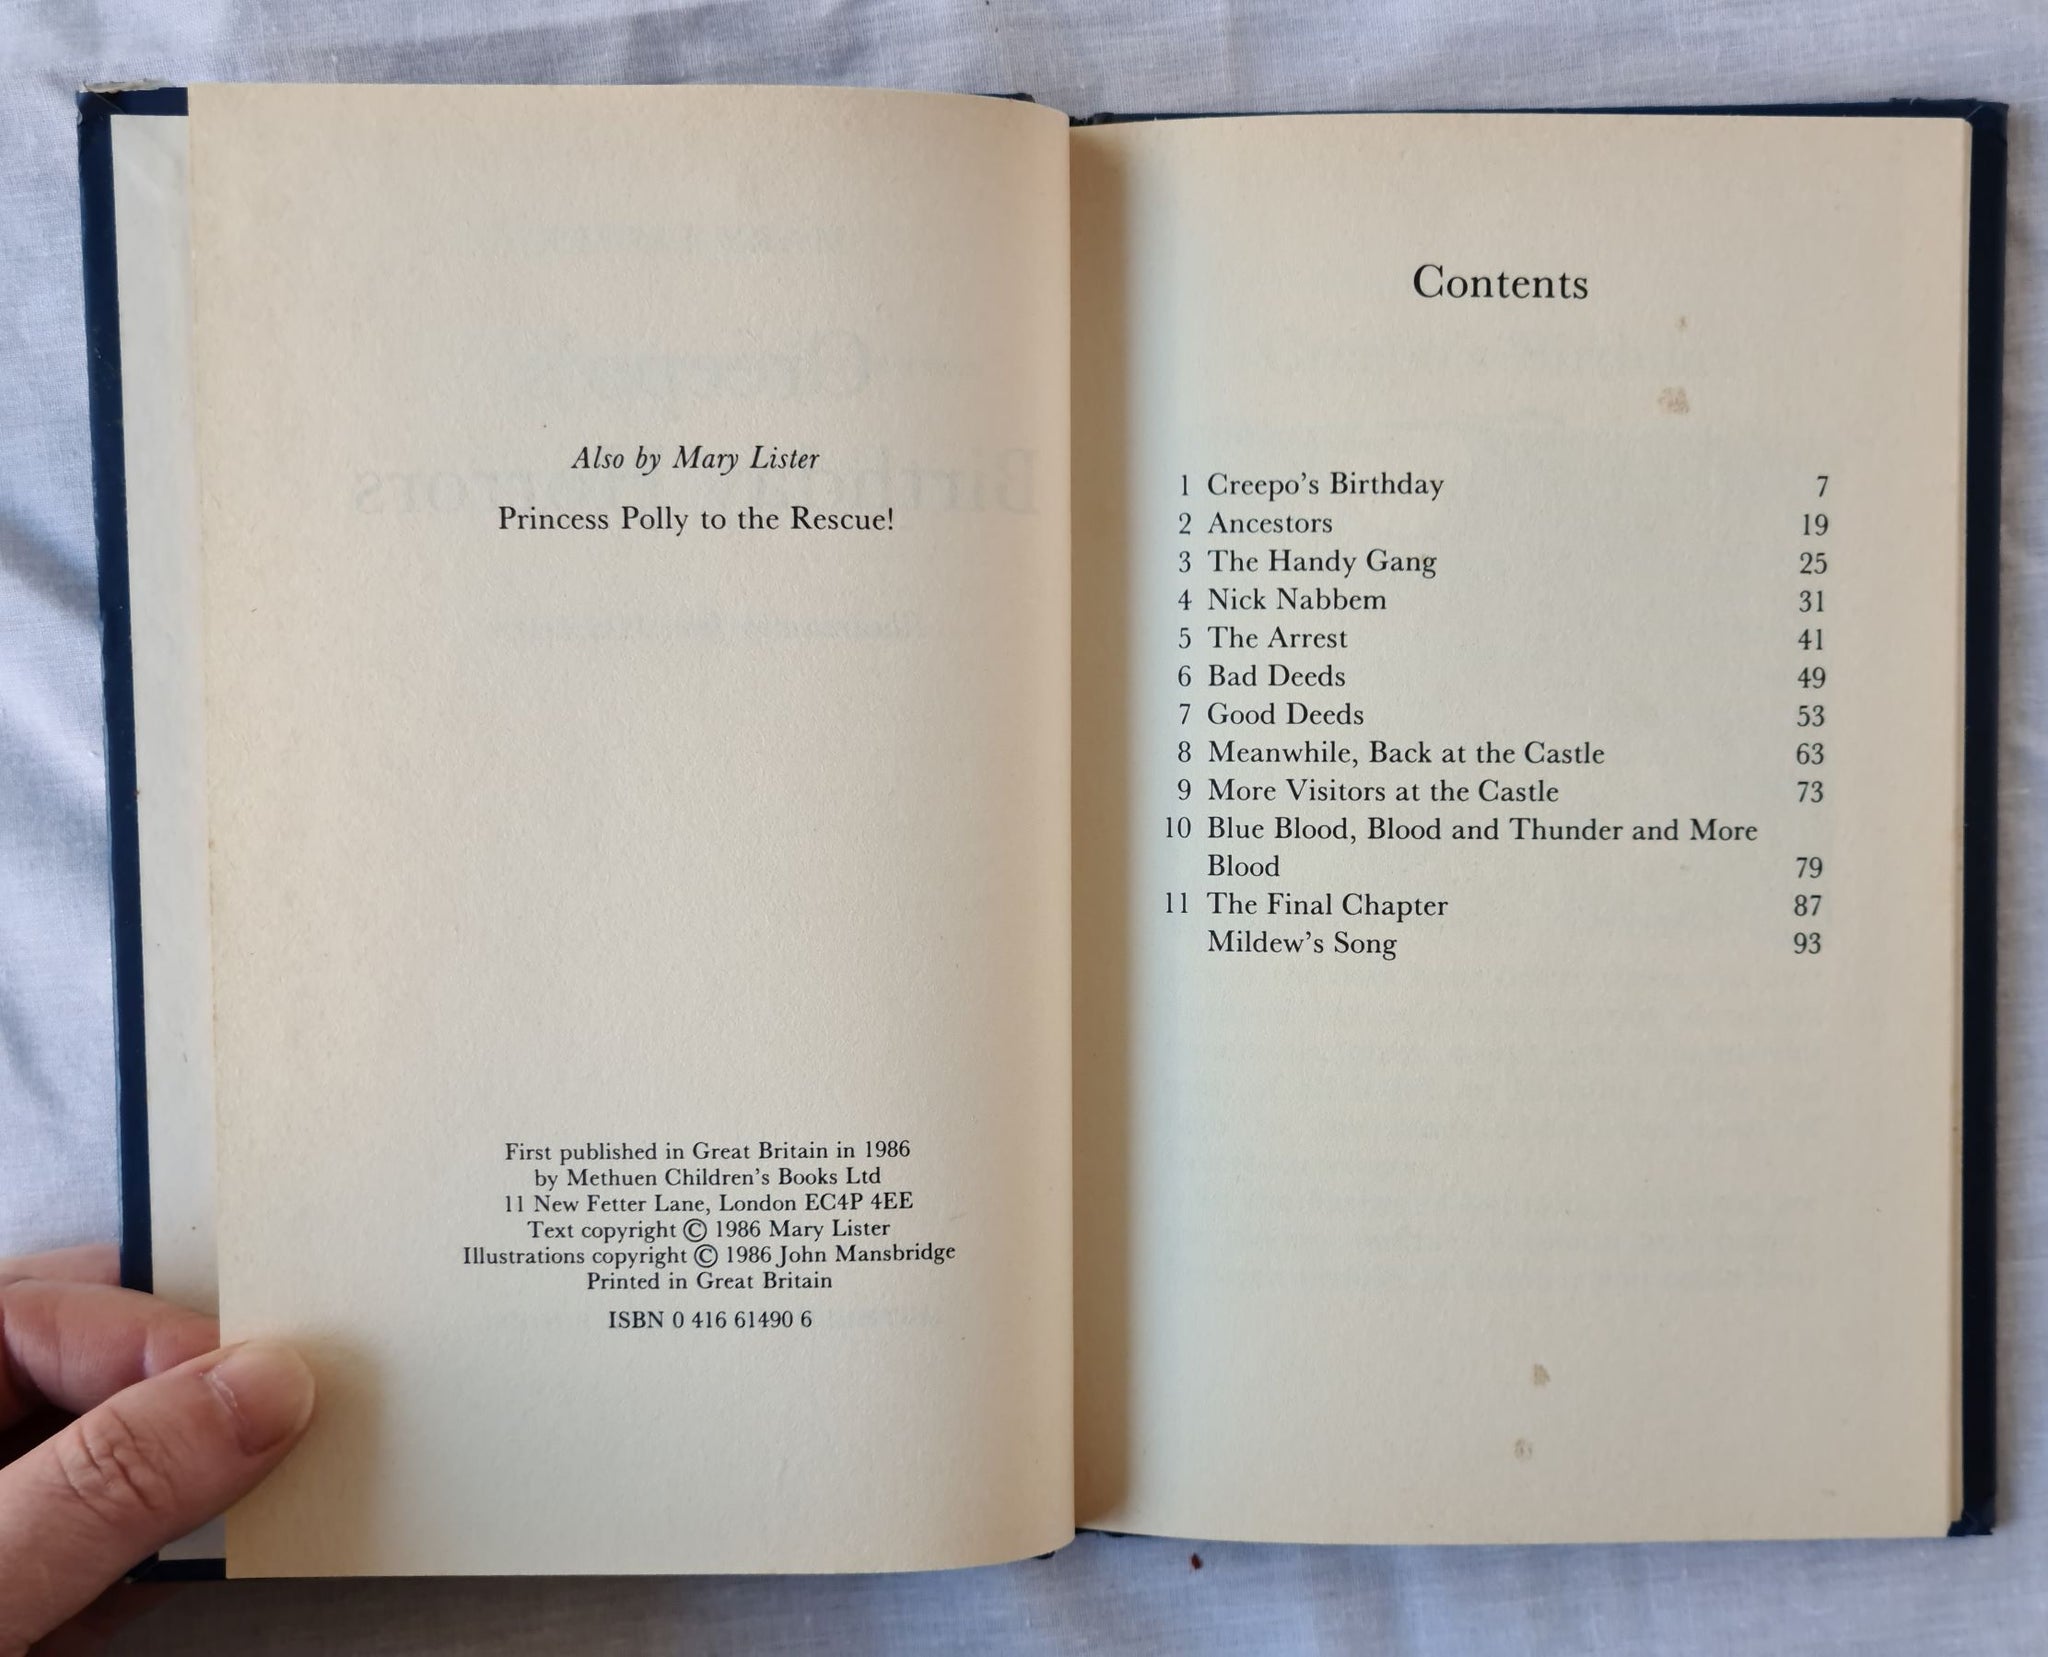 Also by Mary Lister
Princess Polly to the Rescue!
First published in Great Britain in 1986
by Methuen Children's Books Ltd
11 New Fetter Lane, London EC4P 4EE
Text copyright © 1986 Mary Lister
Illustrations copyright © 1986 John Mansbridge
Printed in Great Britain
ISBN 0 416 61490 6
Contents
1 Creepo's Birthday 7
2 Ancestors 19
3 The Handy Gang 25
4 Nick Nabbem 31
5 The Arrest 41
6 Bad Deeds 49
7 Good Deeds 53
8 Meanwhile, Back at the Castle 63
9 More Visitors at the Castle 73
10 Blue Blood, Blood and Thunder and More
Blood 79
11 The Final Chapter 87
Mildew's Song 93